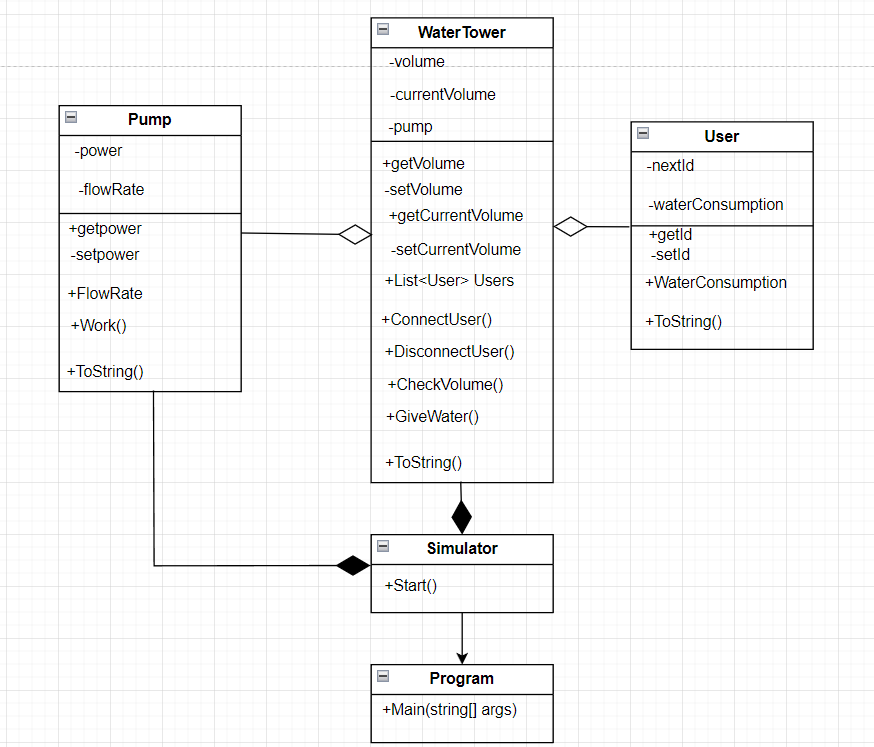 WaterTower
-volume
-currentVolume
-pump
+getVolume
-setVolume
+getCurrentVolume
-setCurrentVolume
+List<User> Users
+ConnectUser()
+DisconnectUser()
+CheckVolume()
+GiveWater()
+ToString()
Pump
-power
-flowRate
+getpower
-setpower
+FlowRate
+Work()
+ToString()
User
-nextId
-waterConsumption
+getId
-setId
+WaterConsumption
+ToString()
Simulator
+Start()
Program
+Main(string[] args)